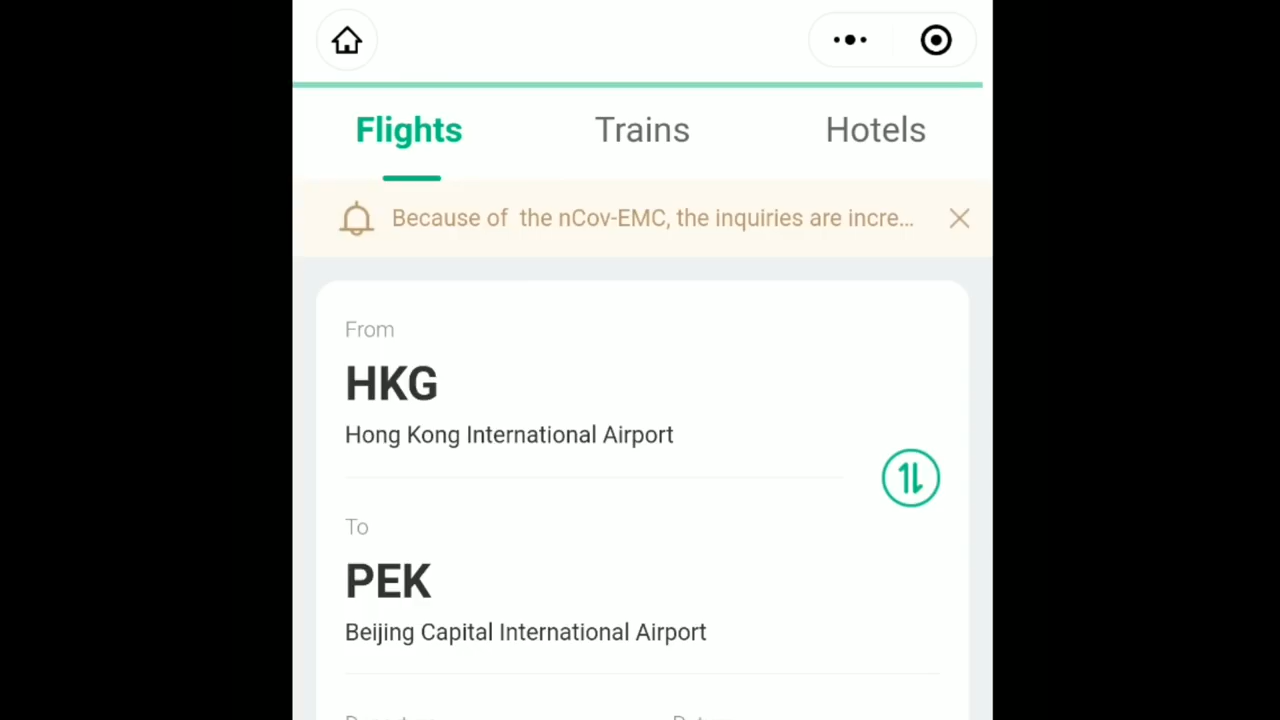 Flights Trains Hotels
Because of the nCov-EMC, the inquiries are incre...
From
HKG
Hong Kong International Airport
To
PEK
Beijing Capital International Airport